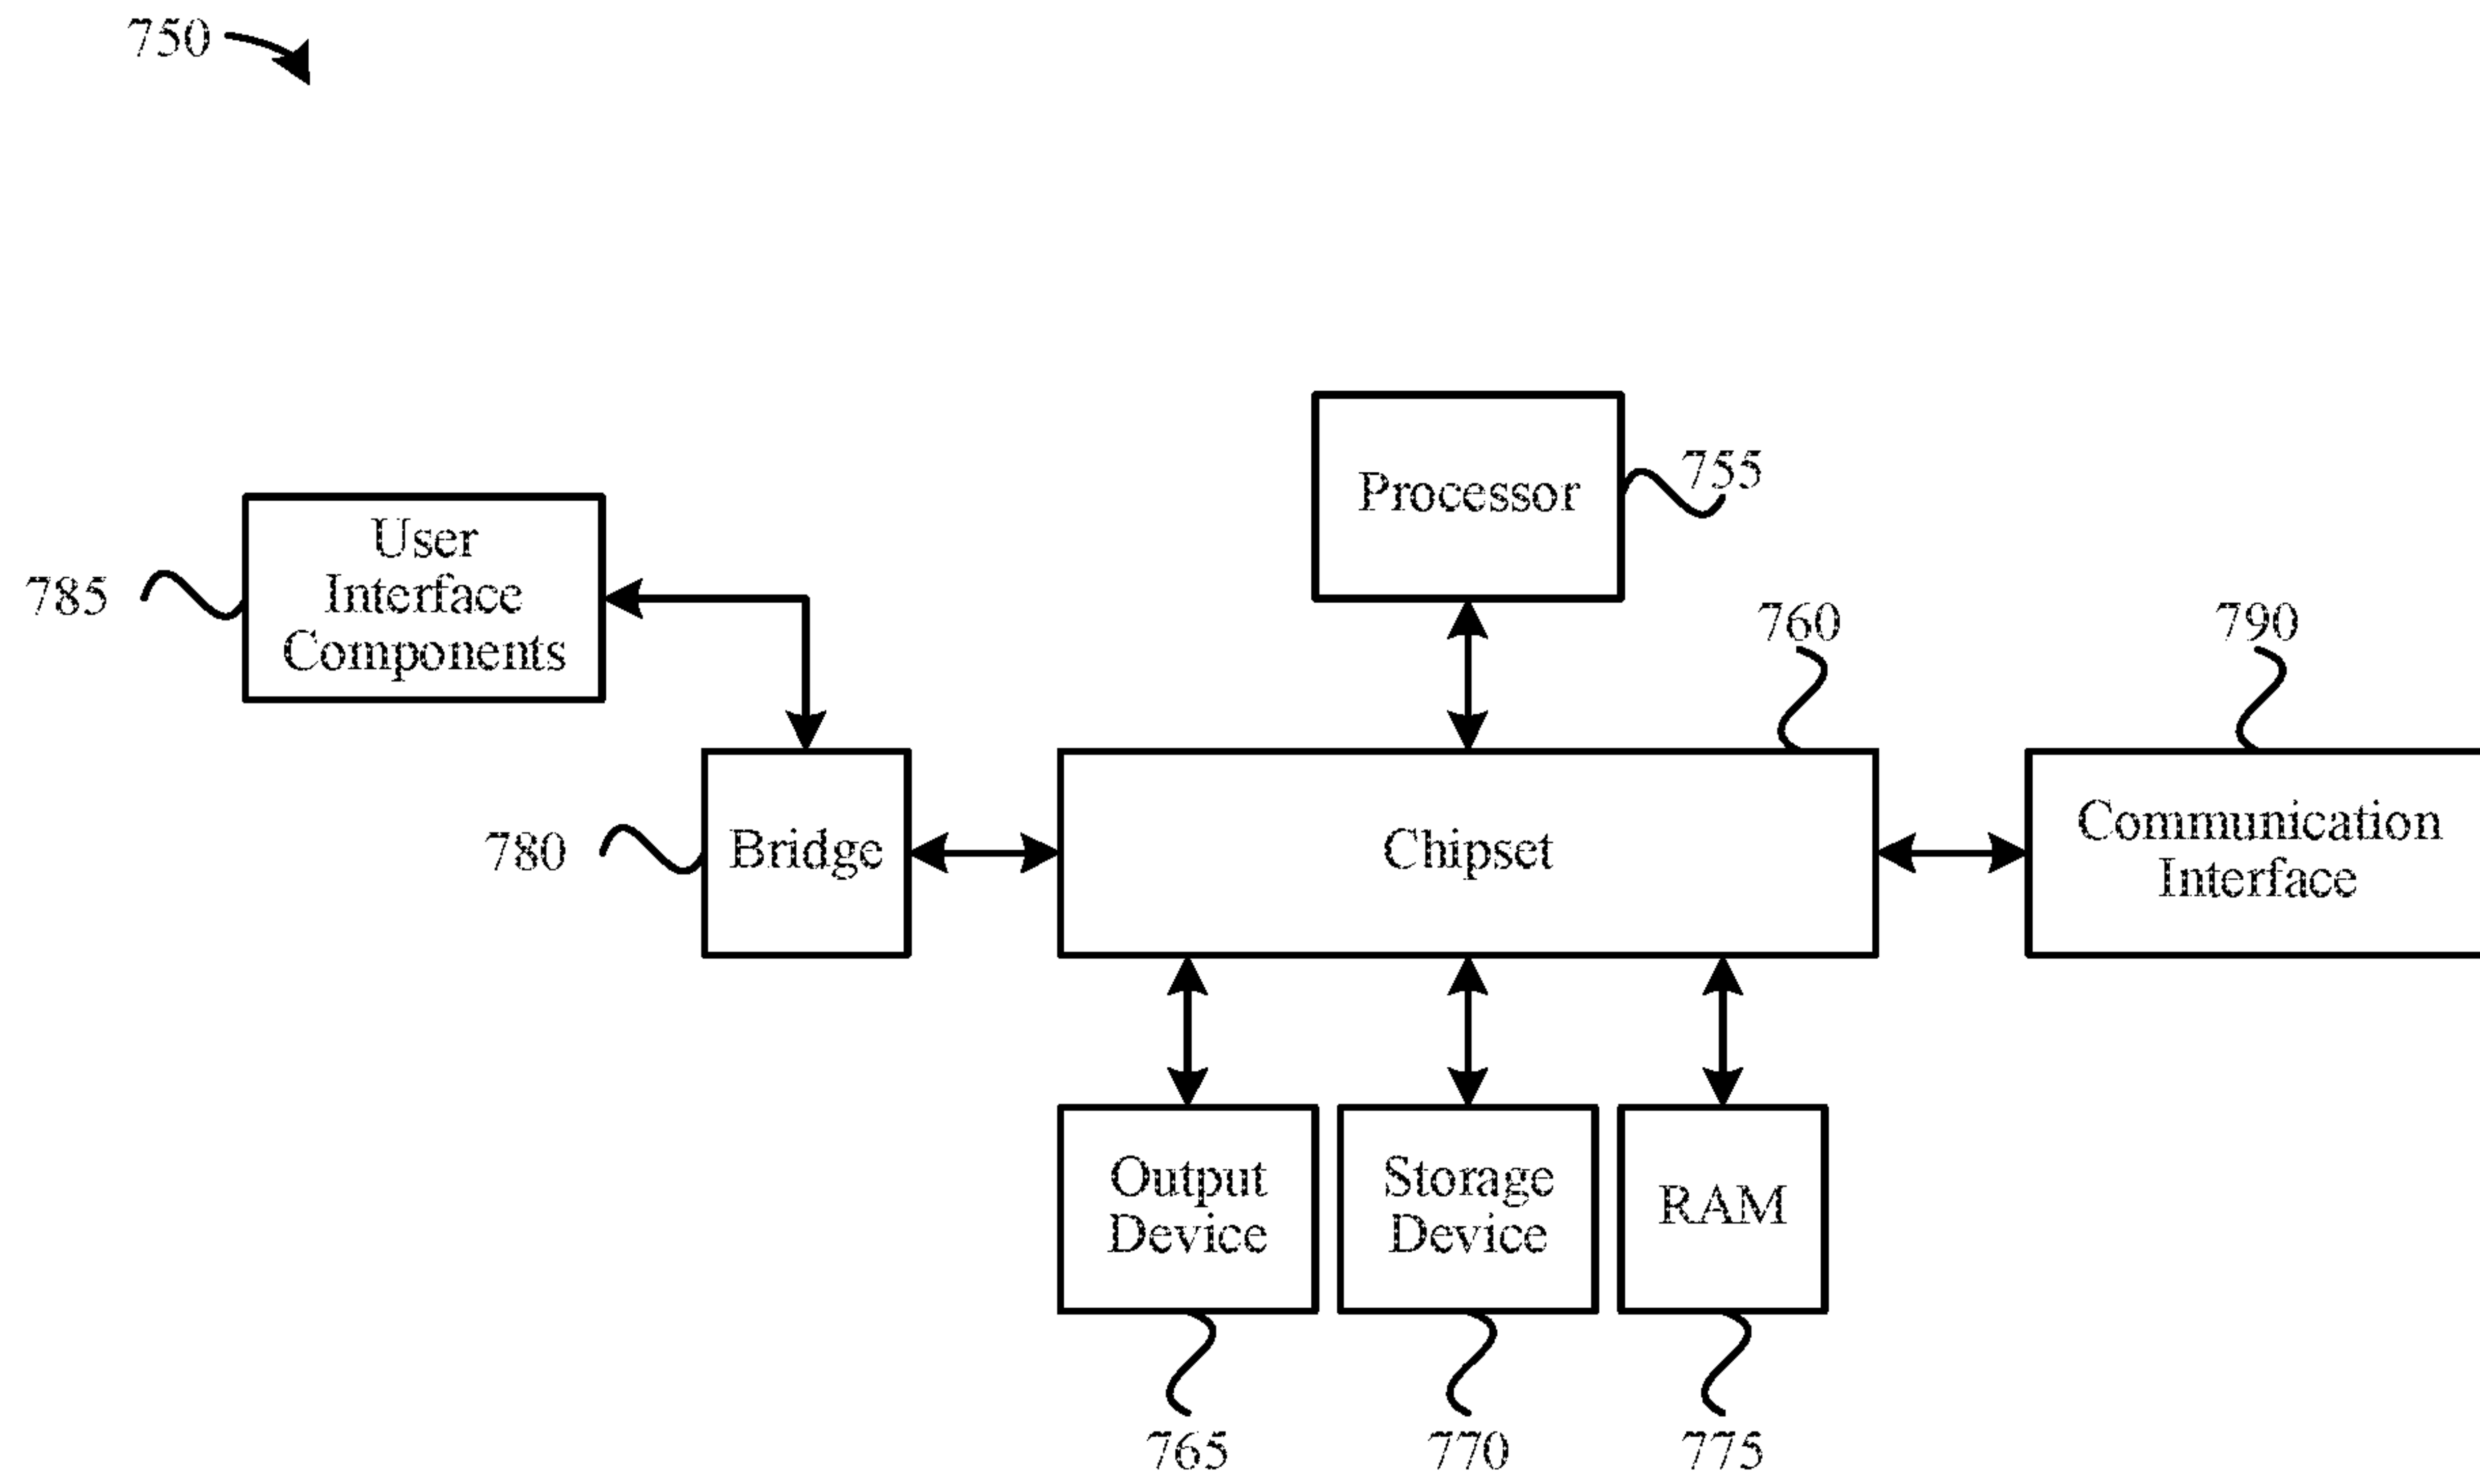 750
Processor
755
User
Interface
Components
785
760
790
780
Bridge
Chipset
Communication
Interface
Output
Device
Storage
Device
RAM
765
770
775